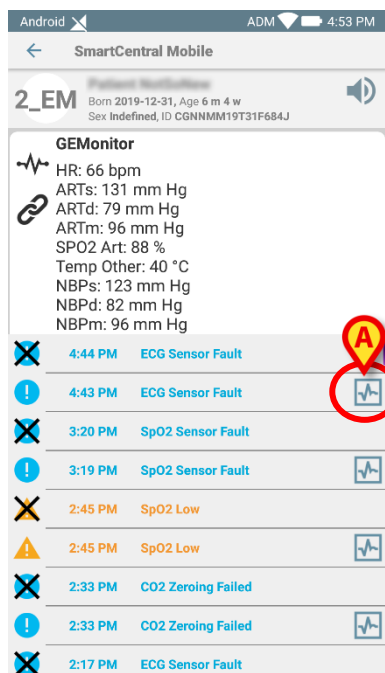 Android ADM 4:53 PM
SmartCentral Mobile
2_EM
Born 2019-12-31, Age 6 m 4 w
Sex Indefined, ID CGNNMM19T31F684J
GEMonitor
HR: 66 bpm
ARTs: 131 mm Hg
ARTd: 79 mm Hg
ARTm: 96 mm Hg
SPO2 Art: 88 %
Temp Other: 40 °C
NBPs: 123 mm Hg
NBPd: 82 mm Hg
NBPm: 96 mm Hg
A
4:44 PM ECG Sensor Fault
4:43 PM ECG Sensor Fault
3:20 PM SpO2 Sensor Fault
3:19 PM SpO2 Sensor Fault
2:45 PM SpO2 Low
2:45 PM SpO2 Low
2:33 PM CO2 Zeroing Failed
2:33 PM CO2 Zeroing Failed
2:17 PM ECG Sensor Fault